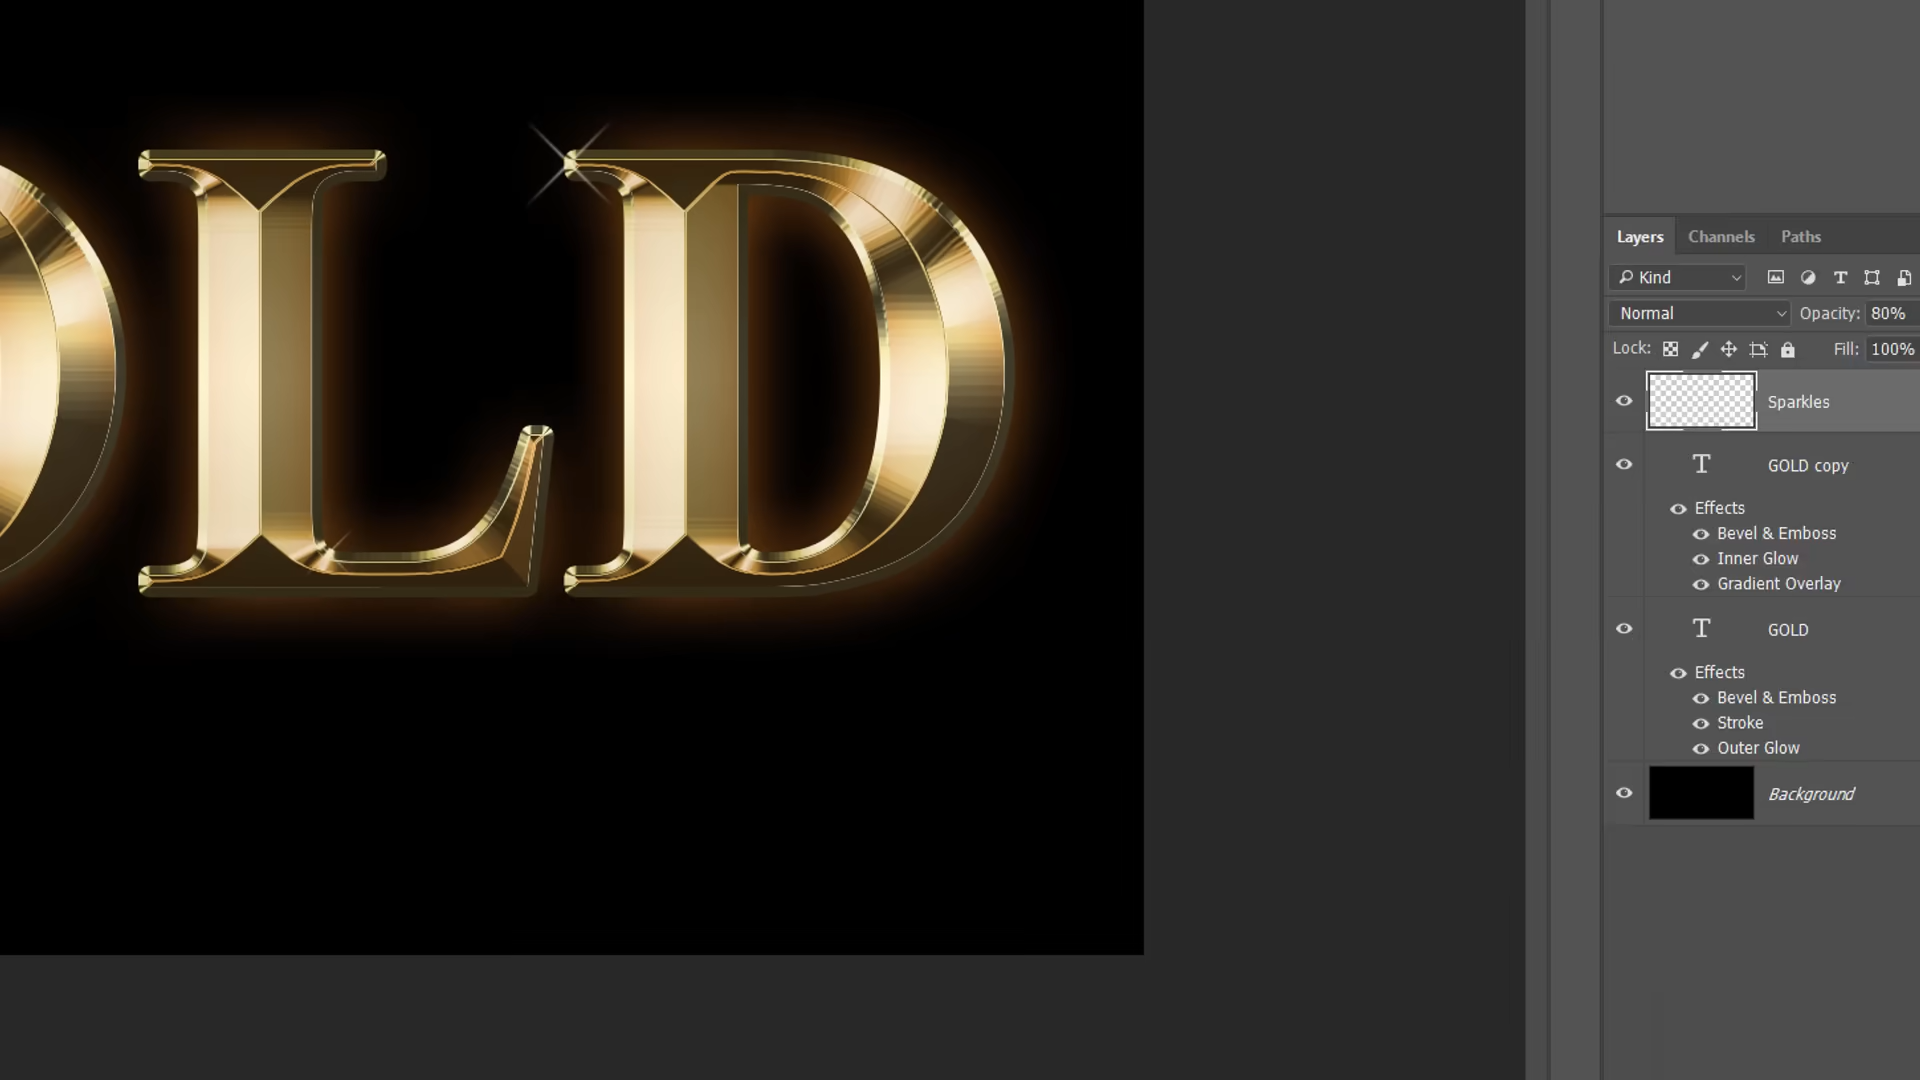 OLD
Layers Channels Paths
Kind
Normal Opacity: 80%
Lock: Fill: 100%
Sparkles
T GOLD copy
Effects
Bevel & Emboss
Inner Glow
Gradient Overlay
T GOLD
Effects
Bevel & Emboss
Stroke
Outer Glow
Background